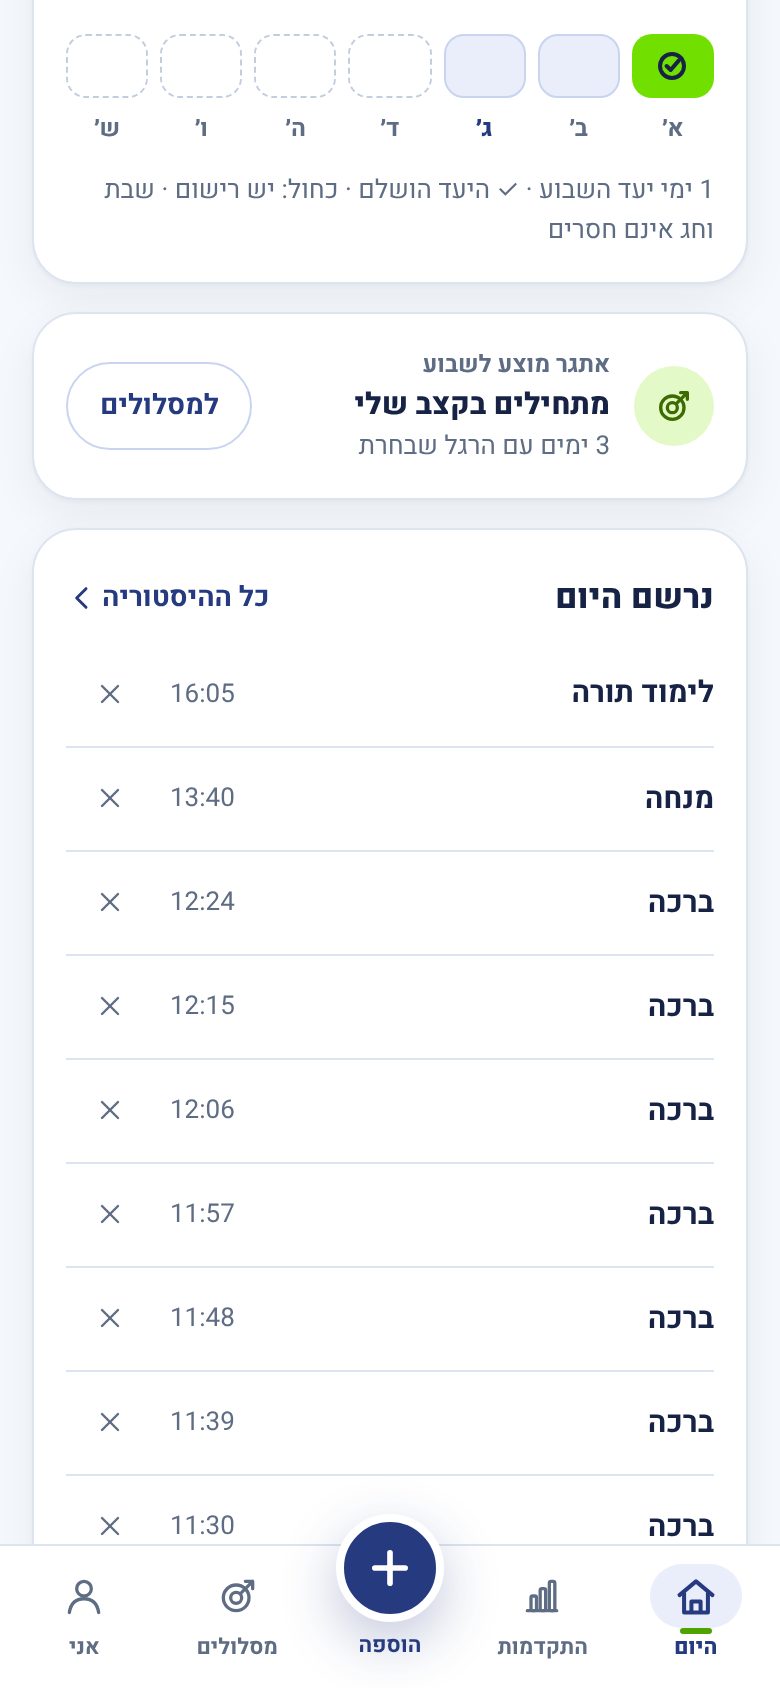 א׳ ב׳ ג׳ ד׳ ה׳ ו׳ ש׳
1 ימי יעד השבוע · ✓ היעד הושלם · כחול: יש רישום · שבת
וחג אינם חסרים
אתגר מוצע לשבוע
מתחילים בקצב שלי
3 ימים עם הרגל שבחרת
למסלולים
נרשם היום
כל ההיסטוריה
לימוד תורה 16:05
מנחה 13:40
ברכה 12:24
ברכה 12:15
ברכה 12:06
ברכה 11:57
ברכה 11:48
ברכה 11:39
ברכה 11:30
היום התקדמות הוספה מסלולים אני